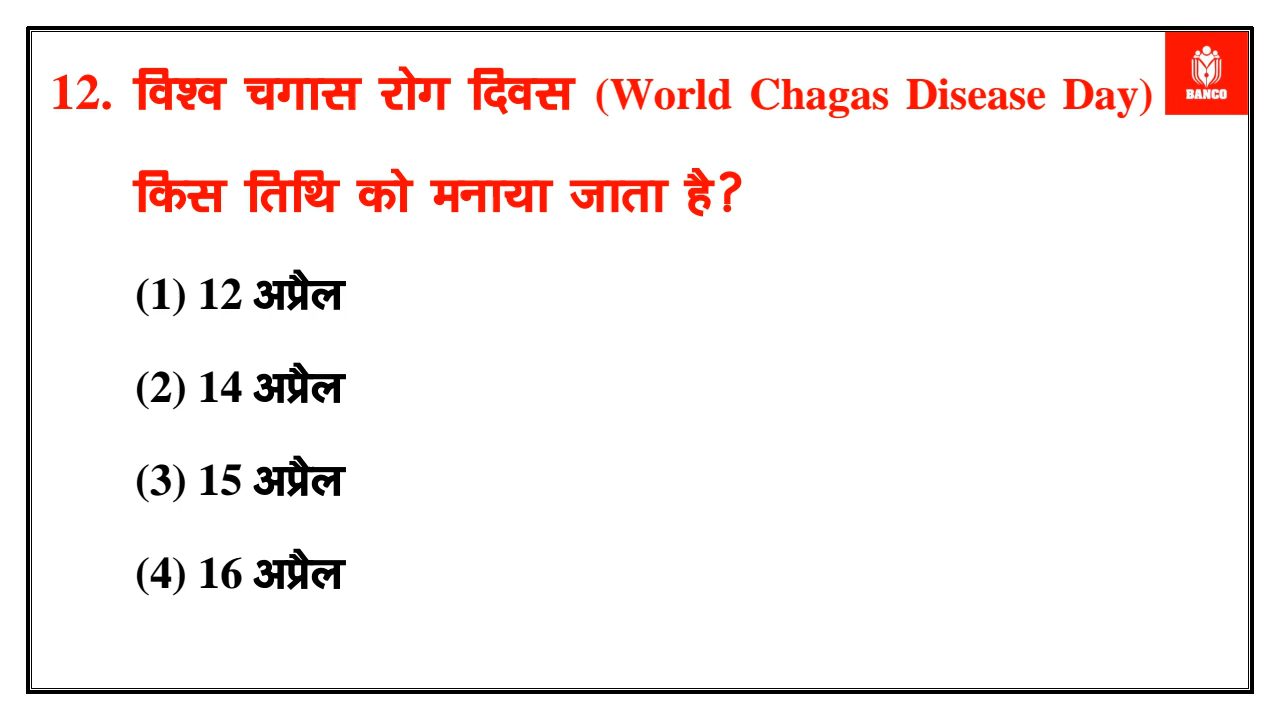 12. विश्व चगास रोग दिवस (World Chagas Disease Day)
BANCO
किस तिथि को मनाया जाता है?
(1) 12 अप्रैल
(2) 14 अप्रैल
(3) 15 अप्रैल
(4) 16 अप्रैल